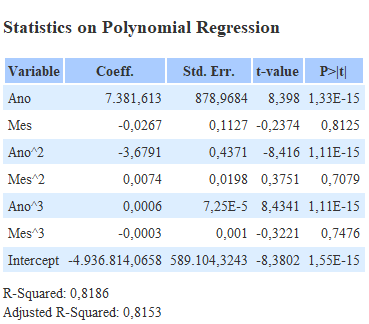 Statistics on Polynomial Regression
Variable Coeff. Std. Err. t-value P>|t|
Ano 7.381,613 878,9684 8,398 1,33E-15
Mes -0,0267 0,1127 -0,2374 0,8125
Ano^2 -3,6791 0,4371 -8,416 1,11E-15
Mes^2 0,0074 0,0198 0,3751 0,7079
Ano^3 0,0006 7,25E-5 8,4341 1,11E-15
Mes^3 -0,0003 0,001 -0,3221 0,7476
Intercept -4.936.814,0658 589.104,3243 -8,3802 1,55E-15
R-Squared: 0,8186
Adjusted R-Squared: 0,8153